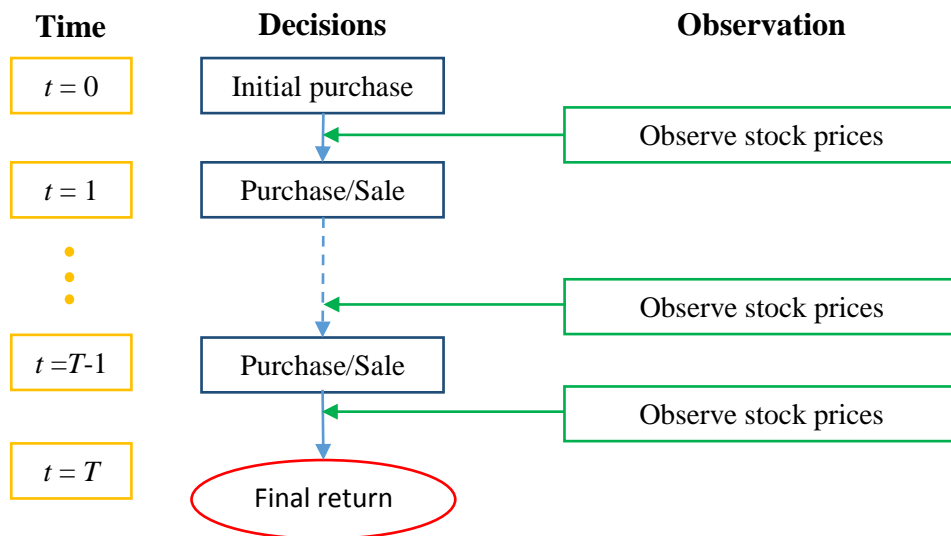 Time
Decisions
Observation
t = 0
Initial purchase
Observe stock prices
t = 1
Purchase/Sale
Observe stock prices
t =T-1
Purchase/Sale
Observe stock prices
t = T
Final return